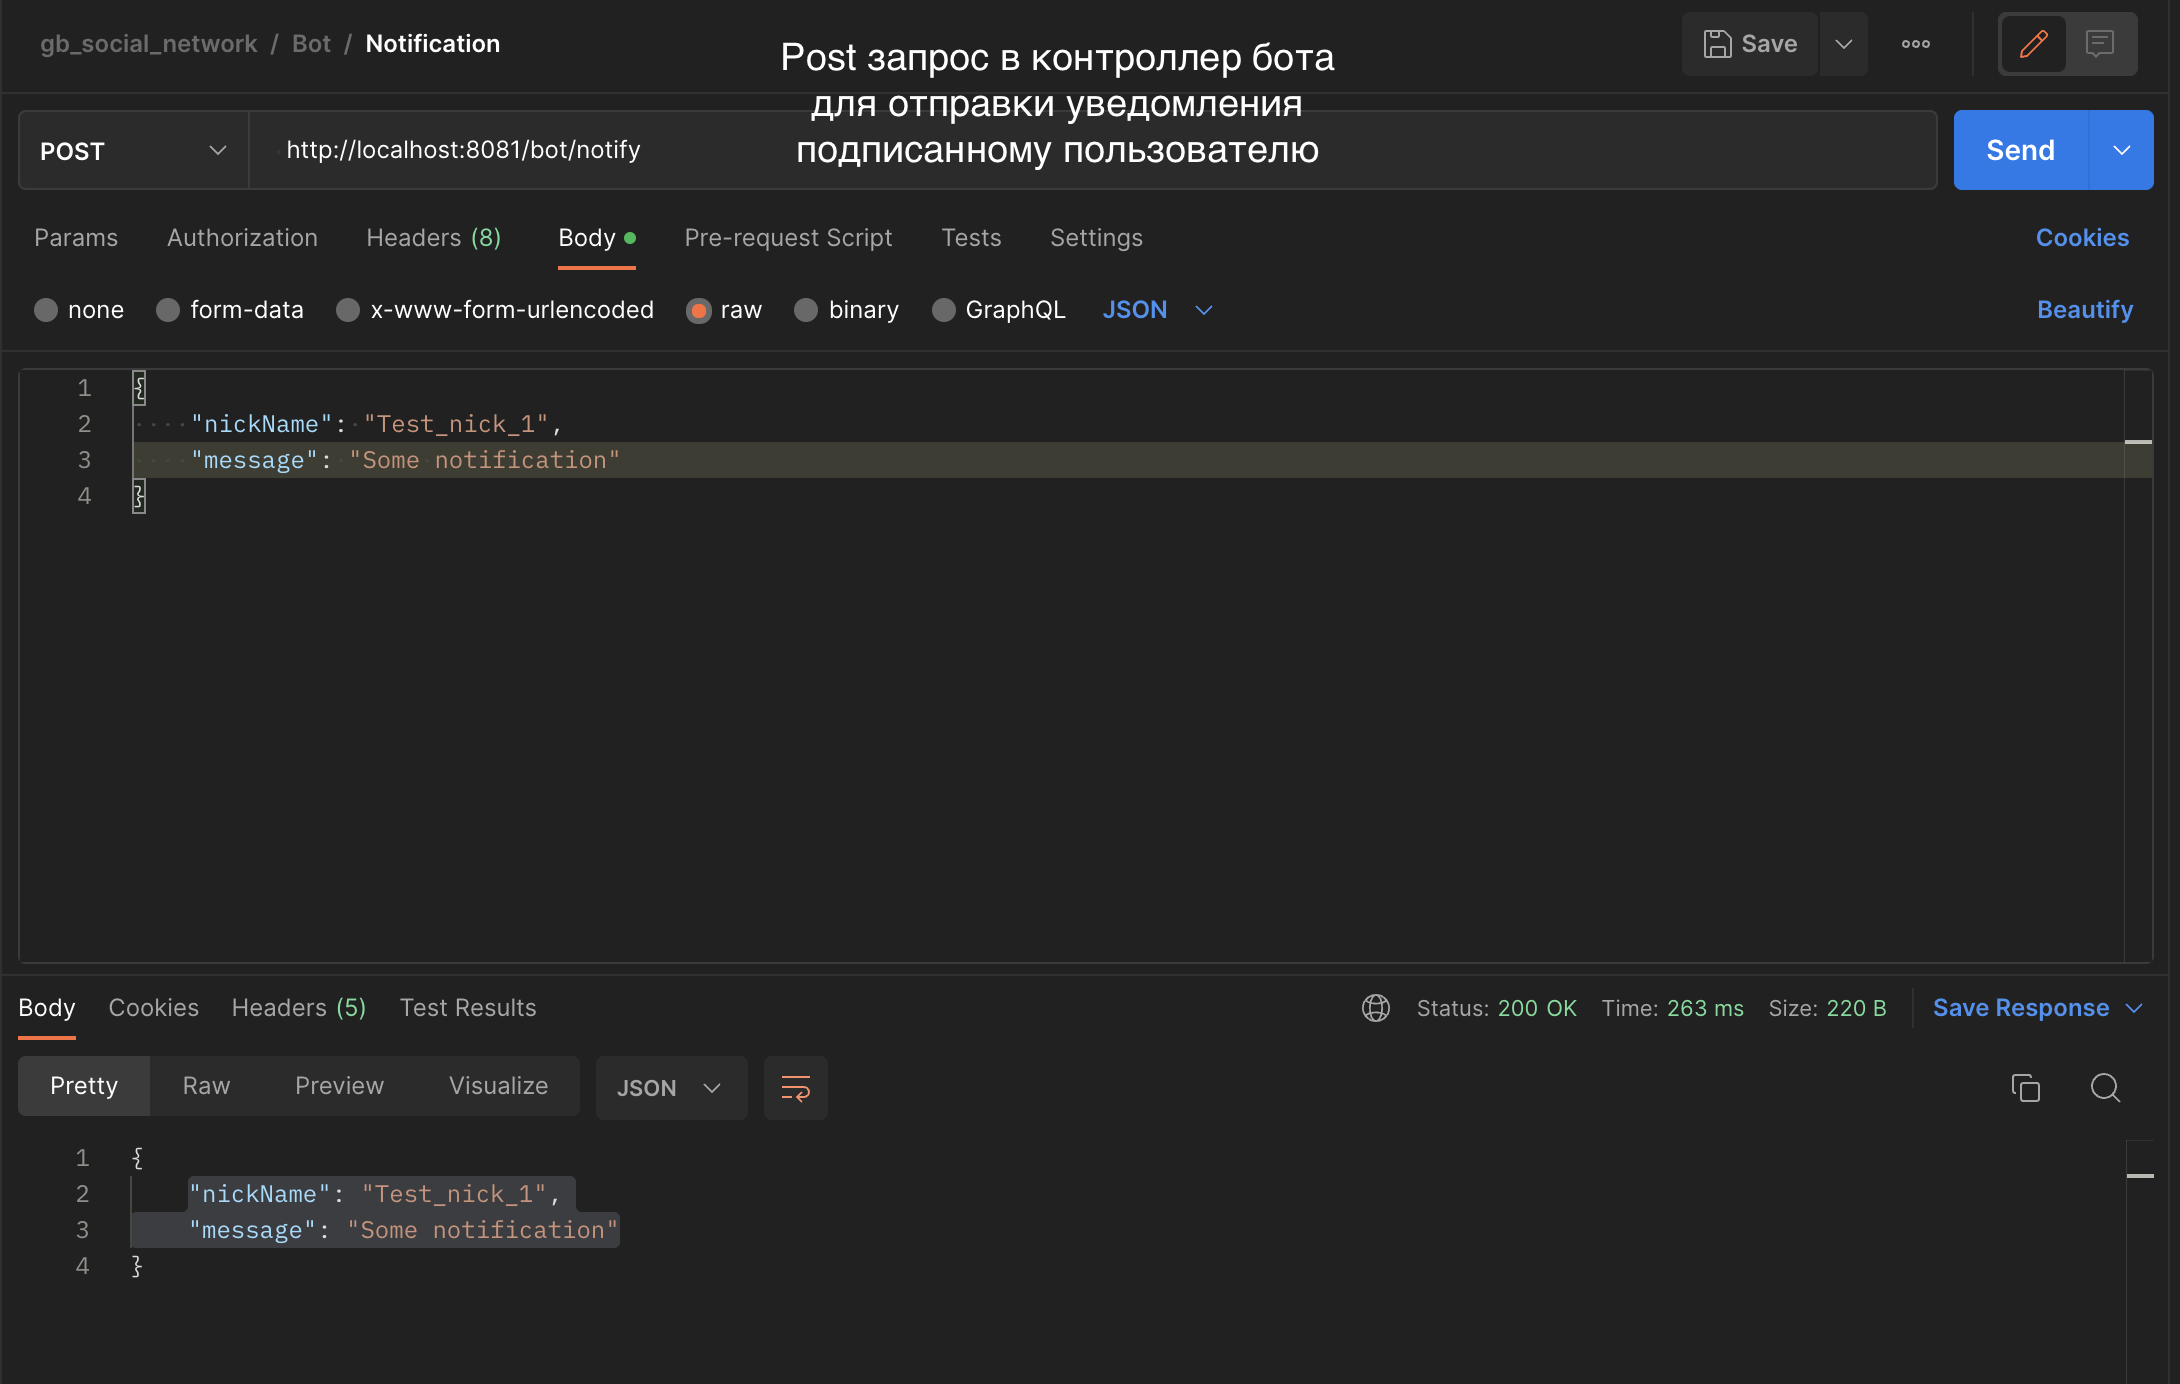 gb_social_network / Bot / Notification
Post запрос в контроллер бота
для отправки уведомления
подписанному пользователю
Save
POST
http://localhost:8081/bot/notify
Send
Params Authorization Headers (8) Body Pre-request Script Tests Settings Cookies
none form-data x-www-form-urlencoded raw binary GraphQL JSON Beautify
1 {
2 "nickName": "Test_nick_1",
3 "message": "Some notification"
4 }
Body Cookies Headers (5) Test Results Status: 200 OK Time: 263 ms Size: 220 B Save Response
Pretty Raw Preview Visualize JSON
1 {
2 "nickName": "Test_nick_1",
3 "message": "Some notification"
4 }